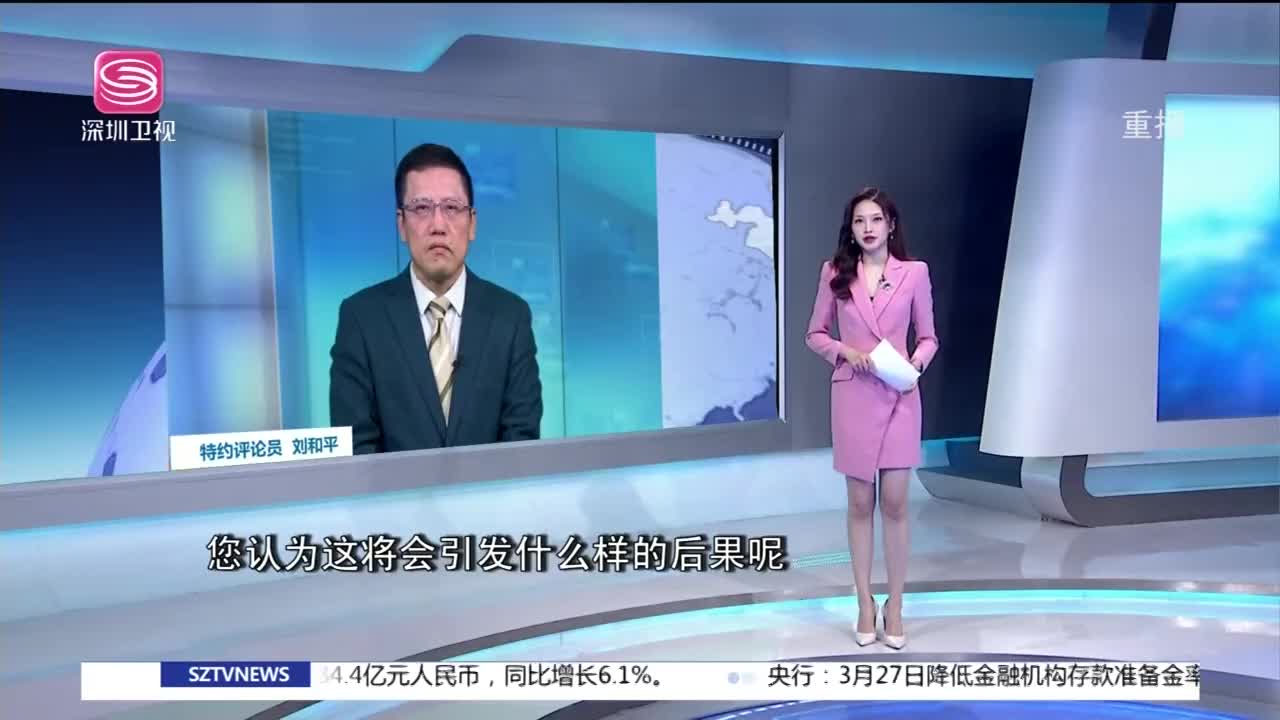 深圳卫视
重播
特约评论员 刘和平
您认为这将会引发什么样的后果呢
SZTVNEWS
4.4亿元人民币，同比增长6.1%。
央行：3月27日降低金融机构存款准备金率